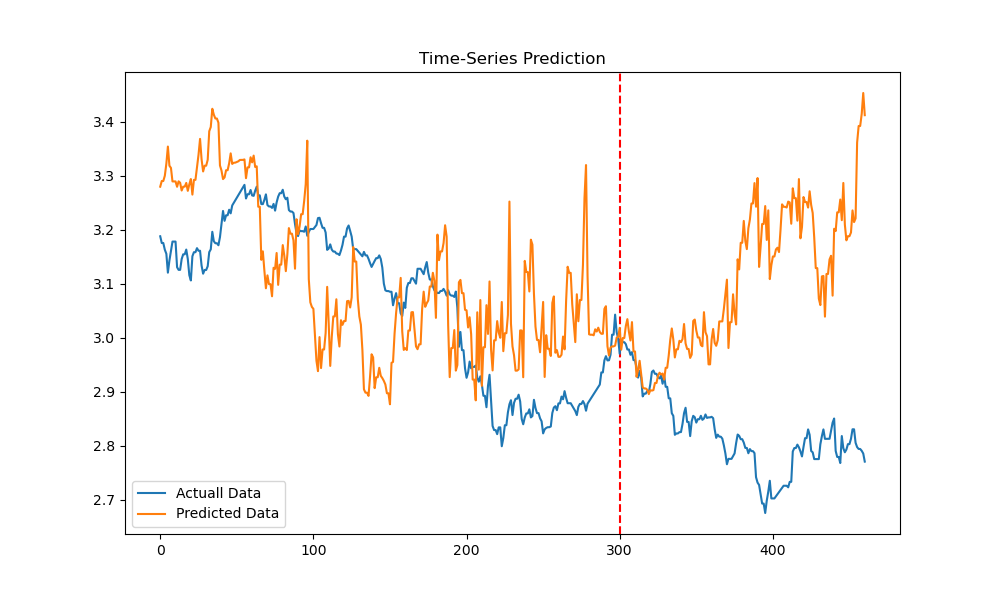 Time-Series Prediction
3.4
3.3
3.2
3.1
3.0
2.9
2.8
2.7
Actuall Data
Predicted Data
0 100 200 300 400